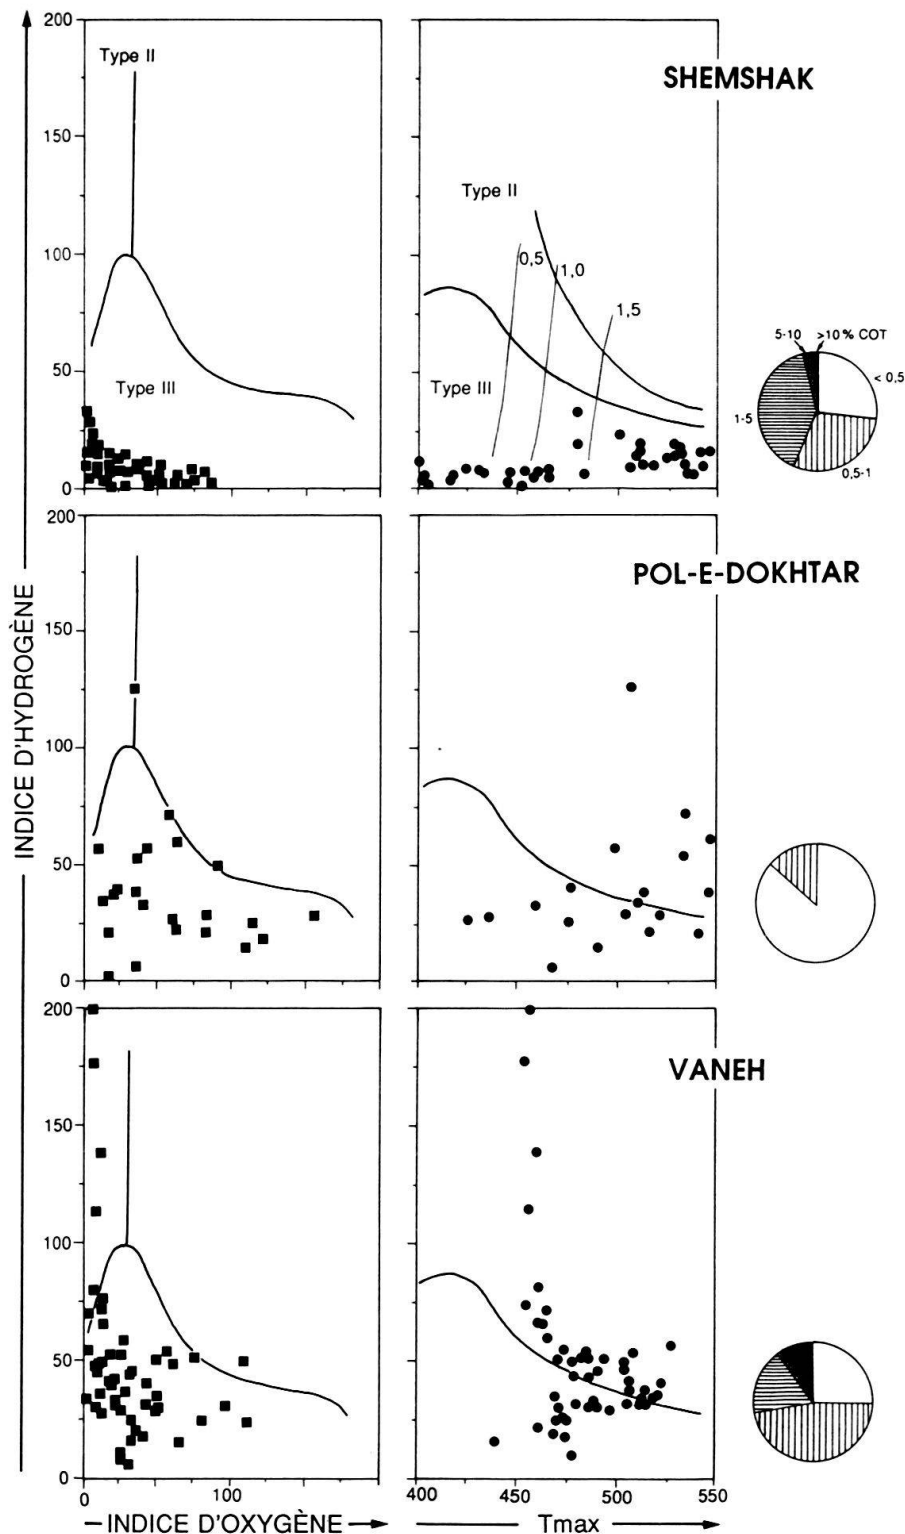 INDICE D'HYDROGÈNE
200
150
100
50
0
Type II
Type III
SHEMSHAK
Type II
0,5
1,0
1,5
Type III
5-10
>10 % COT
< 0,5
1-5
0,5-1
200
150
100
50
0
POL-E-DOKHTAR
200
150
100
50
0
VANEH
0
100
400
450
500
550
INDICE D'OXYGÈNE
Tmax